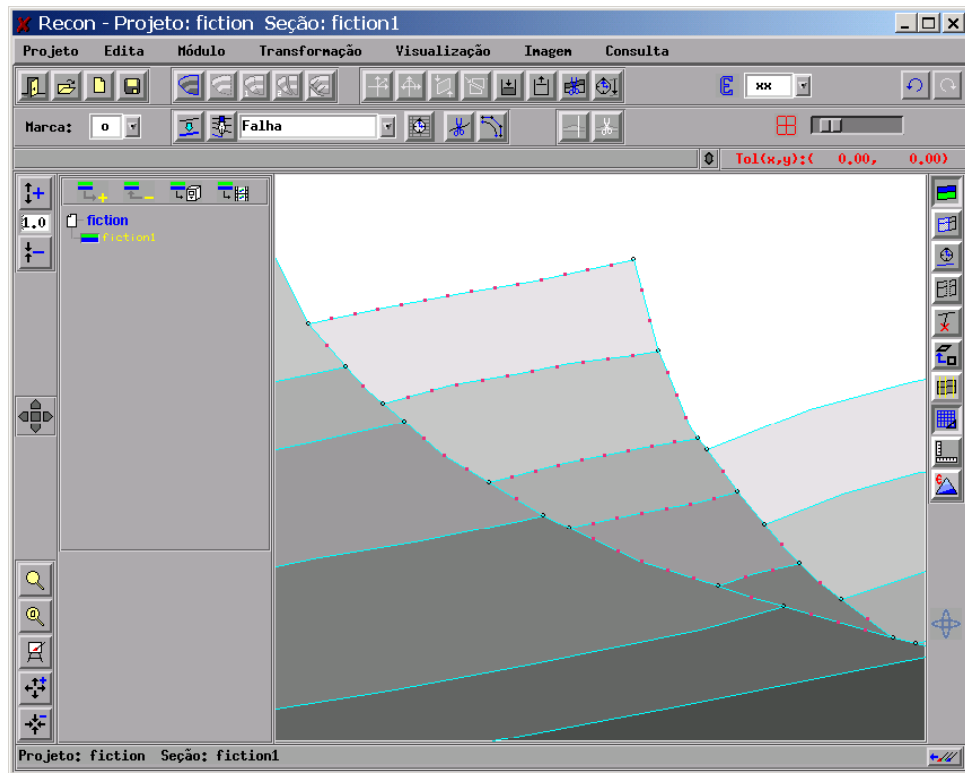 Recon - Projeto: fiction Seção: fiction1
Projeto Edita Módulo Transformação Visualização Imagem Consulta
xx
Marca: o Falha
Tol(x,y):( 0.00, 0.00)
1.0
fiction
fiction1
Projeto: fiction Seção: fiction1